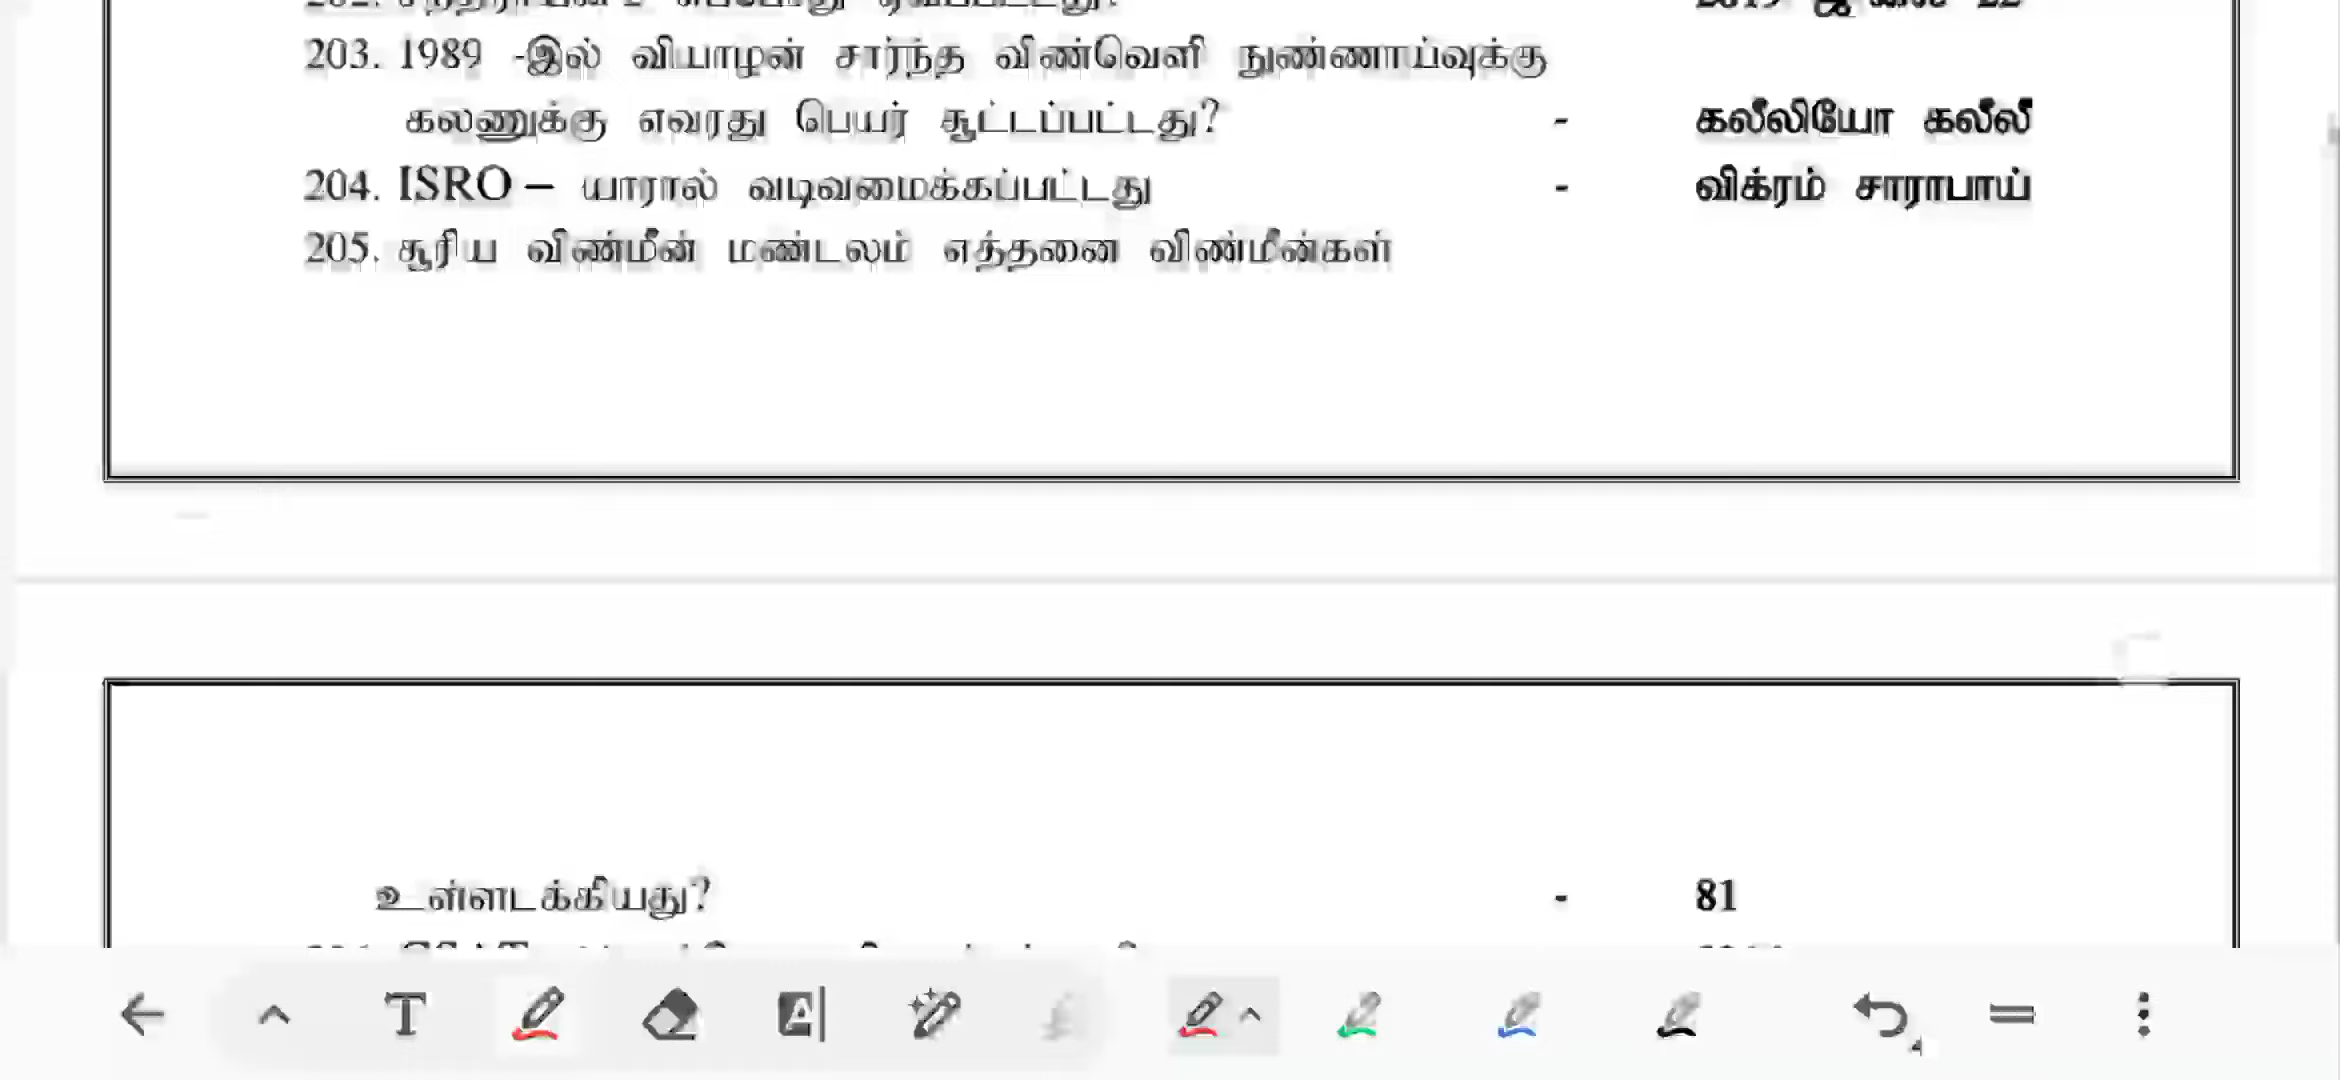 203. 1989 -இல் வியாழன் சார்ந்த விண்வெளி நுண்ணாய்வுக்கு
கலனுக்கு எவரது பெயர் சூட்டப்பட்டது? - கலீலியோ கலீலீ
204. ISRO – யாரால் வடிவமைக்கப்பட்டது - விக்ரம் சாராபாய்
205. சூரிய விண்மீன் மண்டலம் எத்தனை விண்மீன்கள்
உள்ளடக்கியது? - 81